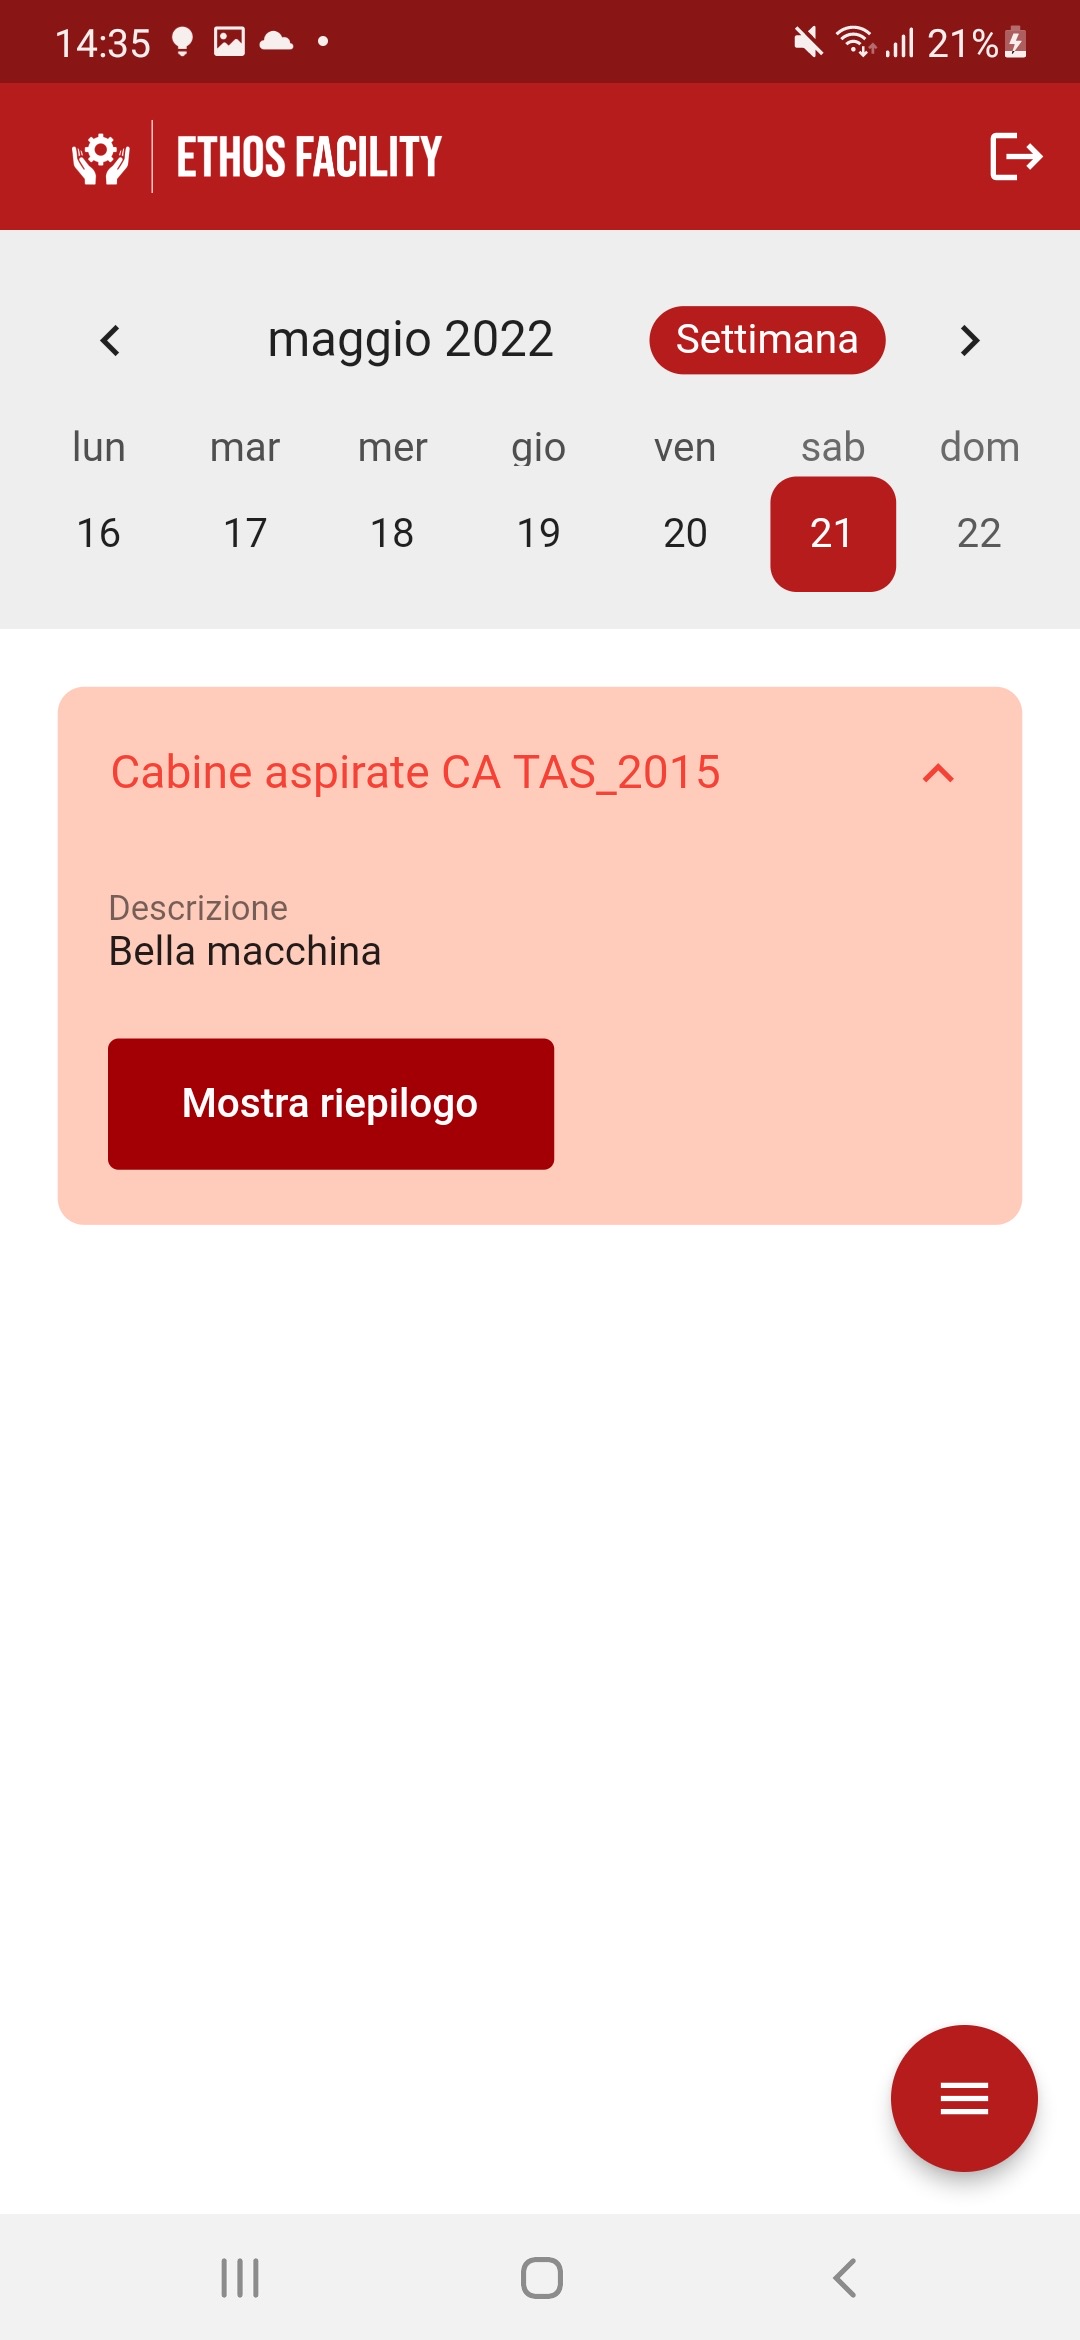 14:35 21%
ETHOS FACILITY
maggio 2022 Settimana
lun mar mer gio ven sab dom
16 17 18 19 20 21 22
Cabine aspirate CA TAS_2015
Descrizione
Bella macchina
Mostra riepilogo